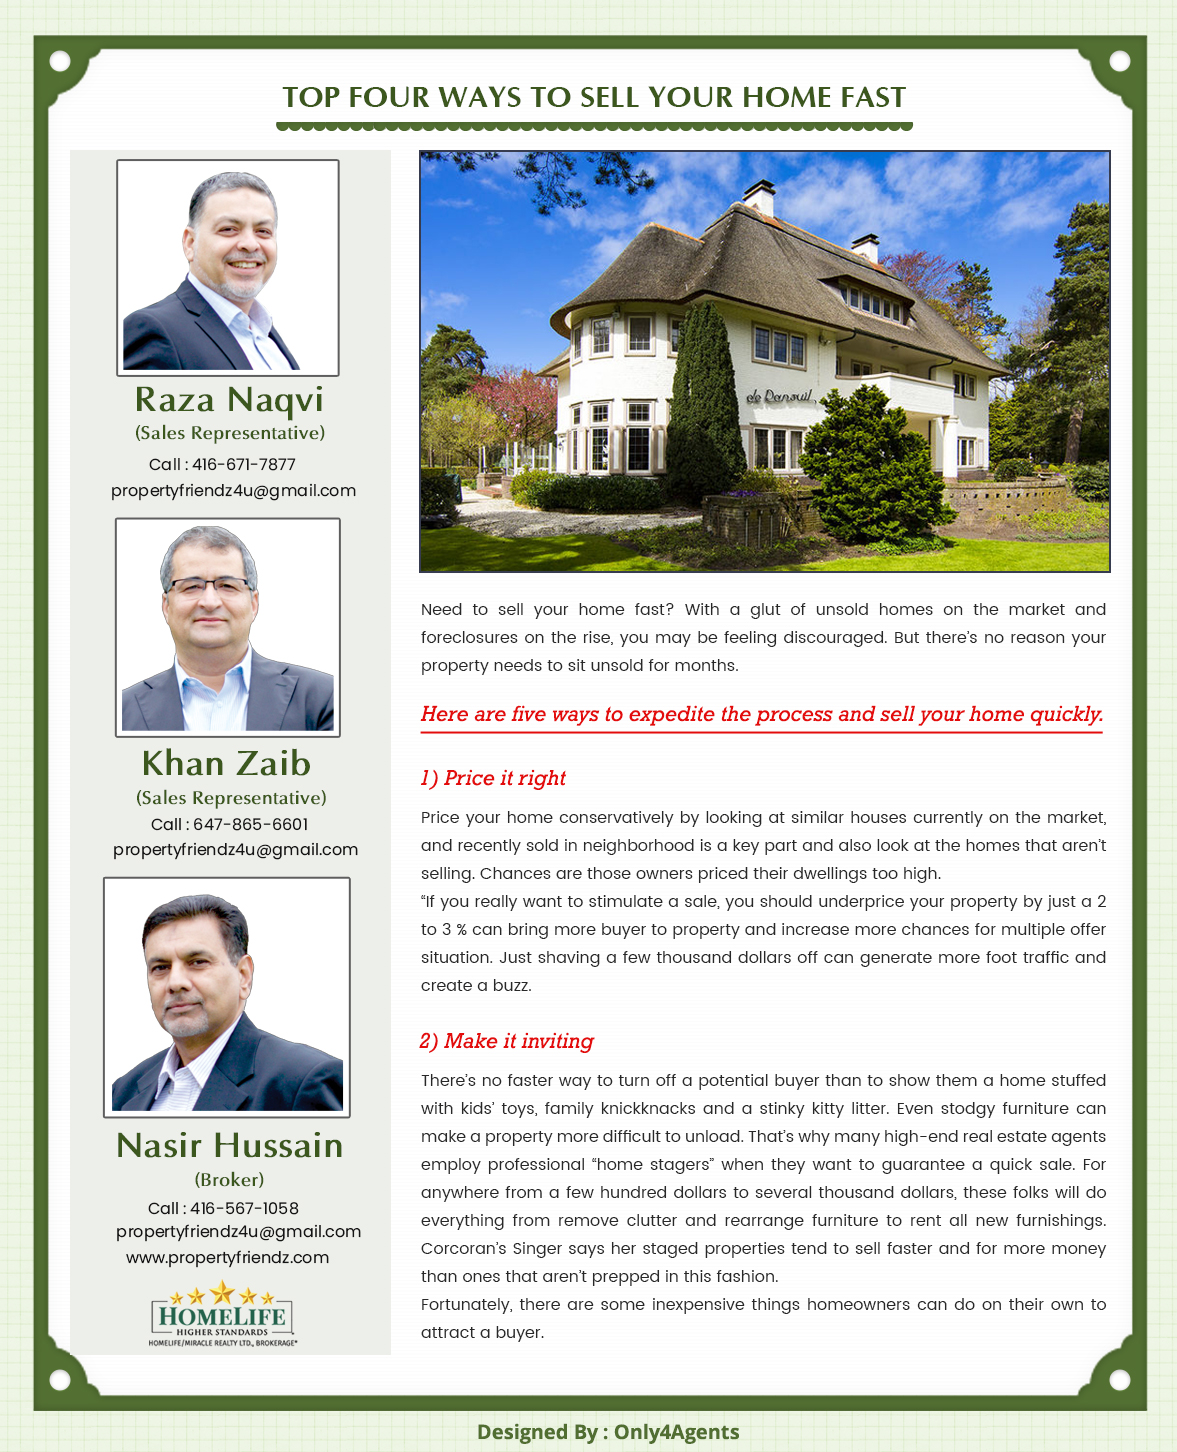 TOP FOUR WAYS TO SELL YOUR HOME FAST
Raza Naqvi
(Sales Representative)
Call : 416-671-7877
propertyfriendz4u@gmail.com
Khan Zaib
(Sales Representative)
Call : 647-865-6601
propertyfriendz4u@gmail.com
Nasir Hussain
(Broker)
Call : 416-567-1058
propertyfriendz4u@gmail.com
www.propertyfriendz.com
HOMELIFE
HIGHER STANDARDS
HOMELIFE/MIRACLE REALTY LTD., BROKERAGE*
Need to sell your home fast? With a glut of unsold homes on the market and
foreclosures on the rise, you may be feeling discouraged. But there's no reason your
property needs to sit unsold for months.
Here are five ways to expedite the process and sell your home quickly.
1) Price it right
Price your home conservatively by looking at similar houses currently on the market,
and recently sold in neighborhood is a key part and also look at the homes that aren't
selling. Chances are those owners priced their dwellings too high.
“If you really want to stimulate a sale, you should underprice your property by just a 2
to 3 % can bring more buyer to property and increase more chances for multiple offer
situation. Just shaving a few thousand dollars off can generate more foot traffic and
create a buzz.
2) Make it inviting
There's no faster way to turn off a potential buyer than to show them a home stuffed
with kids' toys, family knickknacks and a stinky kitty litter. Even stodgy furniture can
make a property more difficult to unload. That's why many high-end real estate agents
employ professional “home stagers” when they want to guarantee a quick sale. For
anywhere from a few hundred dollars to several thousand dollars, these folks will do
everything from remove clutter and rearrange furniture to rent all new furnishings.
Corcoran's Singer says her staged properties tend to sell faster and for more money
than ones that aren't prepped in this fashion.
Fortunately, there are some inexpensive things homeowners can do on their own to
attract a buyer.
Designed By : Only4Agents